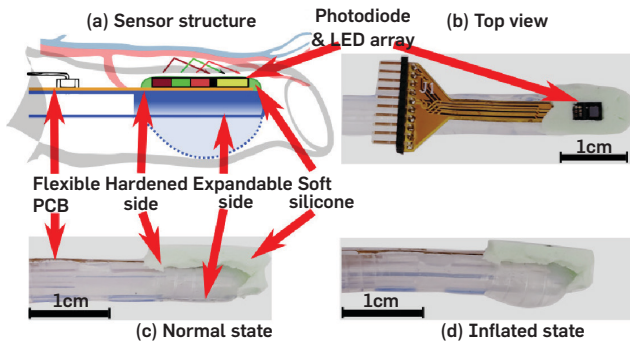 (a) Sensor structure
Photodiode
& LED array
(b) Top view
1cm
Flexible Hardened Expandable Soft
PCB side side silicone
1cm
(c) Normal state
1cm
(d) Inflated state